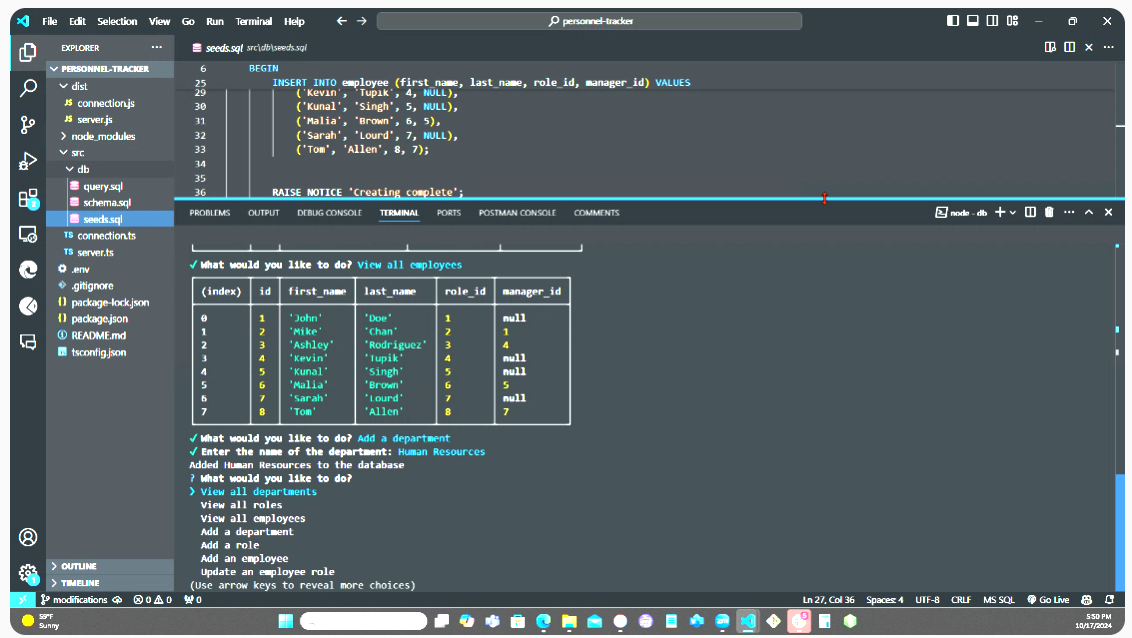 File Edit Selection View Go Run Terminal Help
personnel-tracker
EXPLORER
PERSONNEL-TRACKER
dist
JS connection.js
JS server.js
node_modules
src
db
query.sql
schema.sql
seeds.sql
TS connection.ts
TS server.ts
.env
.gitignore
{} package-lock.json
{} package.json
README.md
tsconfig.json
OUTLINE
TIMELINE
seeds.sql src\db\seeds.sql
6 BEGIN
25 INSERT INTO employee (first_name, last_name, role_id, manager_id) VALUES
29 ('Kevin', 'Tupik', 4, NULL),
30 ('Kunal', 'Singh', 5, NULL),
31 ('Malia', 'Brown', 6, 5),
32 ('Sarah', 'Lourd', 7, NULL),
33 ('Tom', 'Allen', 8, 7);
34
35
36 RAISE NOTICE 'Creating complete';
PROBLEMS OUTPUT DEBUG CONSOLE TERMINAL PORTS POSTMAN CONSOLE COMMENTS
node - db
What would you like to do? View all employees
(index) id first_name last_name role_id manager_id
0 1 'John' 'Doe' 1 null
1 2 'Mike' 'Chan' 2 1
2 3 'Ashley' 'Rodriguez' 3 4
3 4 'Kevin' 'Tupik' 4 null
4 5 'Kunal' 'Singh' 5 null
5 6 'Malia' 'Brown' 6 5
6 7 'Sarah' 'Lourd' 7 null
7 8 'Tom' 'Allen' 8 7
What would you like to do? Add a department
Enter the name of the department: Human Resources
Added Human Resources to the database
? What would you like to do?
❯ View all departments
View all roles
View all employees
Add a department
Add a role
Add an employee
Update an employee role
(Use arrow keys to reveal more choices)
modifications 0 0 0
Ln 27, Col 36 Spaces: 4 UTF-8 CRLF MS SQL Go Live
59°F
Sunny
5:50 PM
10/17/2024